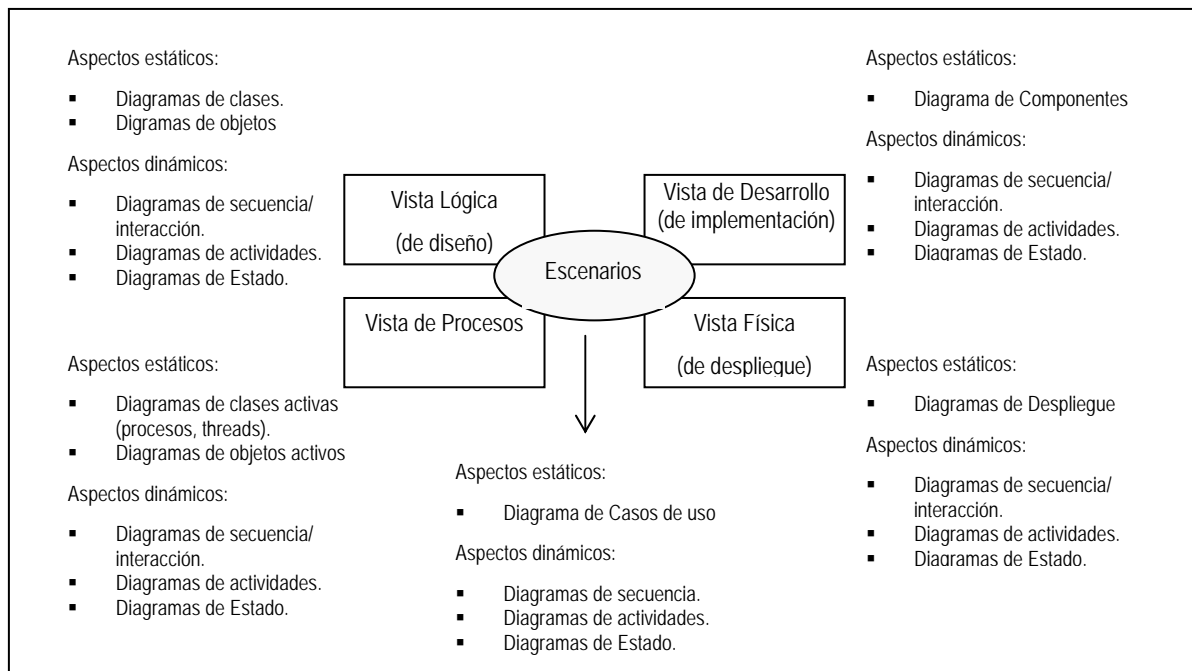 Aspectos estáticos:
▪ Diagramas de clases.
▪ Digramas de objetos
Aspectos dinámicos:
▪ Diagramas de secuencia/
interacción.
▪ Diagramas de actividades.
▪ Diagramas de Estado.
Aspectos estáticos:
▪ Diagrama de Componentes
Aspectos dinámicos:
▪ Diagramas de secuencia/
interacción.
▪ Diagramas de actividades.
▪ Diagramas de Estado.
Vista Lógica
(de diseño)
Vista de Desarrollo
(de implementación)
Escenarios
Vista de Procesos
Vista Física
(de despliegue)
Aspectos estáticos:
▪ Diagramas de clases activas
(procesos, threads).
▪ Diagramas de objetos activos
Aspectos dinámicos:
▪ Diagramas de secuencia/
interacción.
▪ Diagramas de actividades.
▪ Diagramas de Estado.
Aspectos estáticos:
▪ Diagrama de Casos de uso
Aspectos dinámicos:
▪ Diagramas de secuencia.
▪ Diagramas de actividades.
▪ Diagramas de Estado.
Aspectos estáticos:
▪ Diagramas de Despliegue
Aspectos dinámicos:
▪ Diagramas de secuencia/
interacción.
▪ Diagramas de actividades.
▪ Diagramas de Estado.